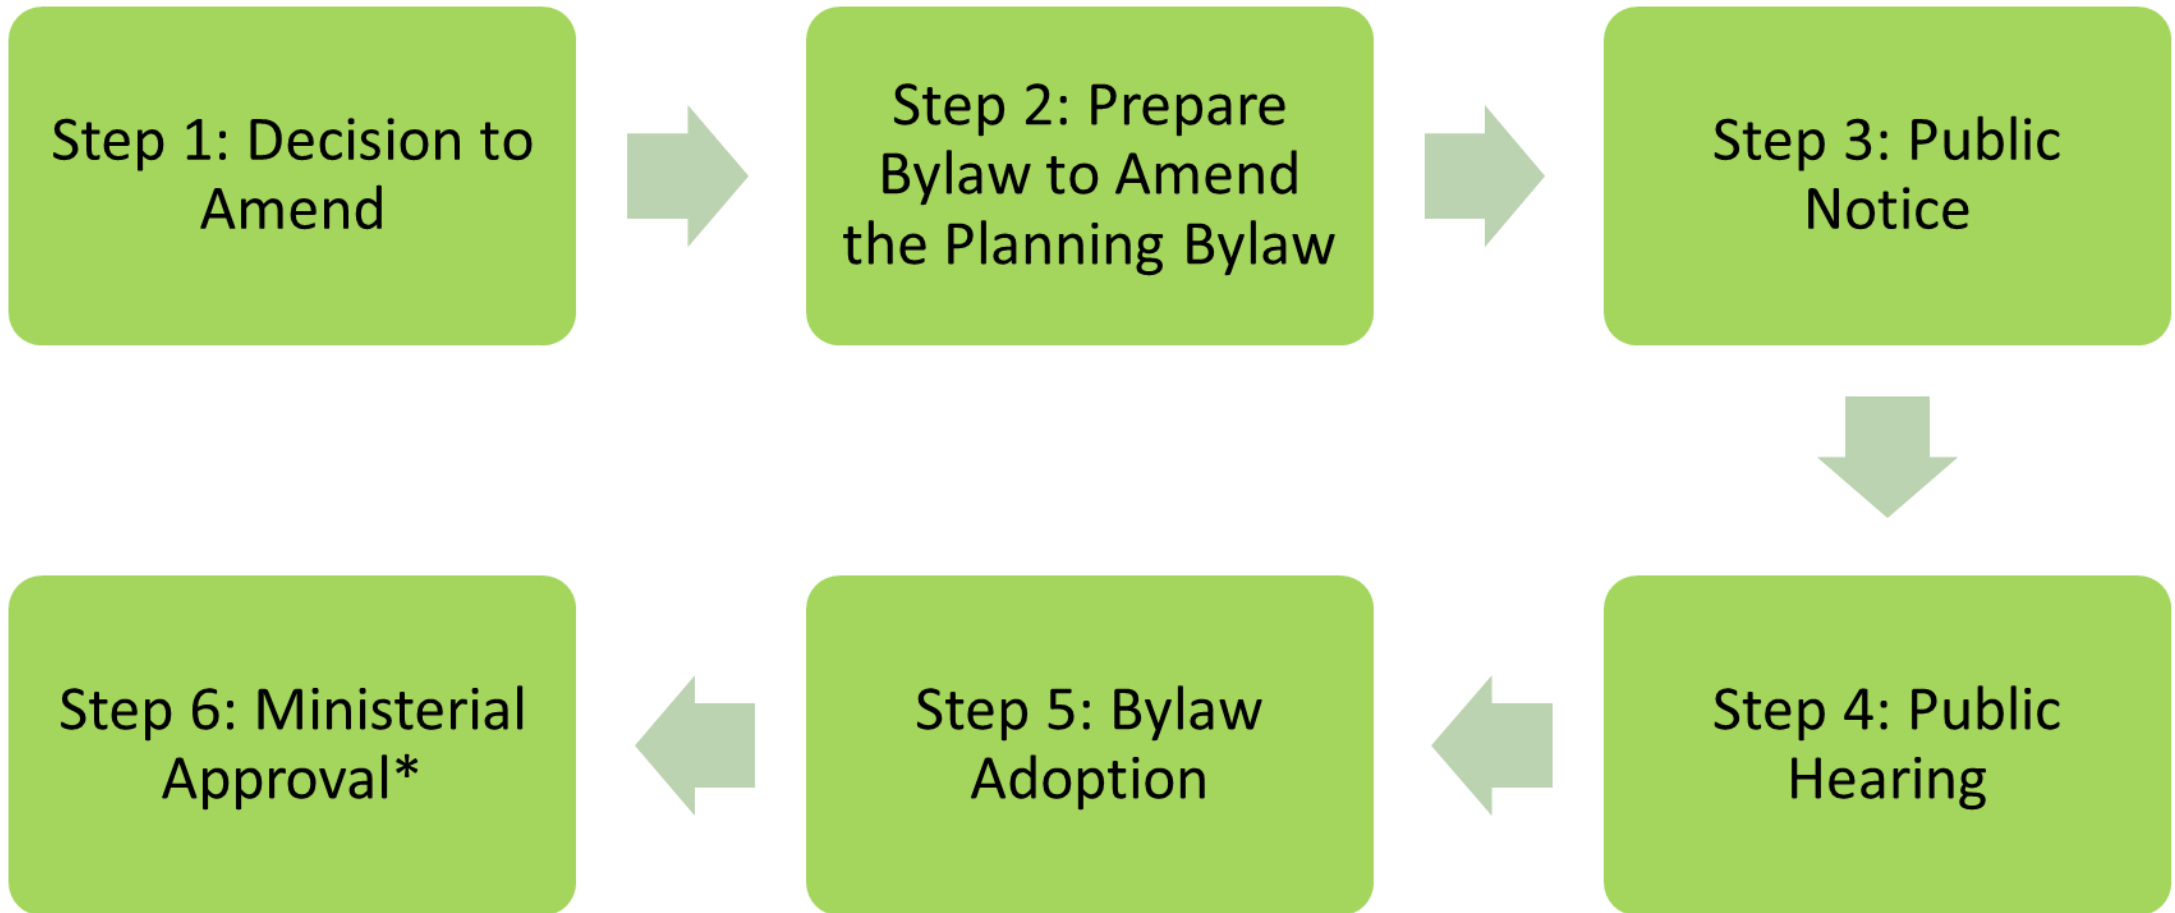 Step 1: Decision to
Amend
Step 2: Prepare
Bylaw to Amend
the Planning Bylaw
Step 3: Public
Notice
Step 4: Public
Hearing
Step 5: Bylaw
Adoption
Step 6: Ministerial
Approval*